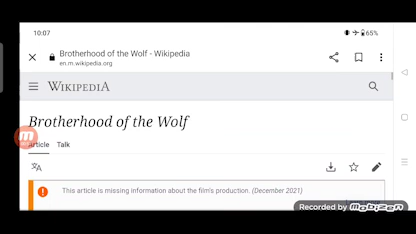 10:07
65%
Brotherhood of the Wolf - Wikipedia
en.m.wikipedia.org
WIKIPEDIA
Brotherhood of the Wolf
Article Talk
This article is missing information about the film's production. (December 2021)
Recorded by MOBIZEN